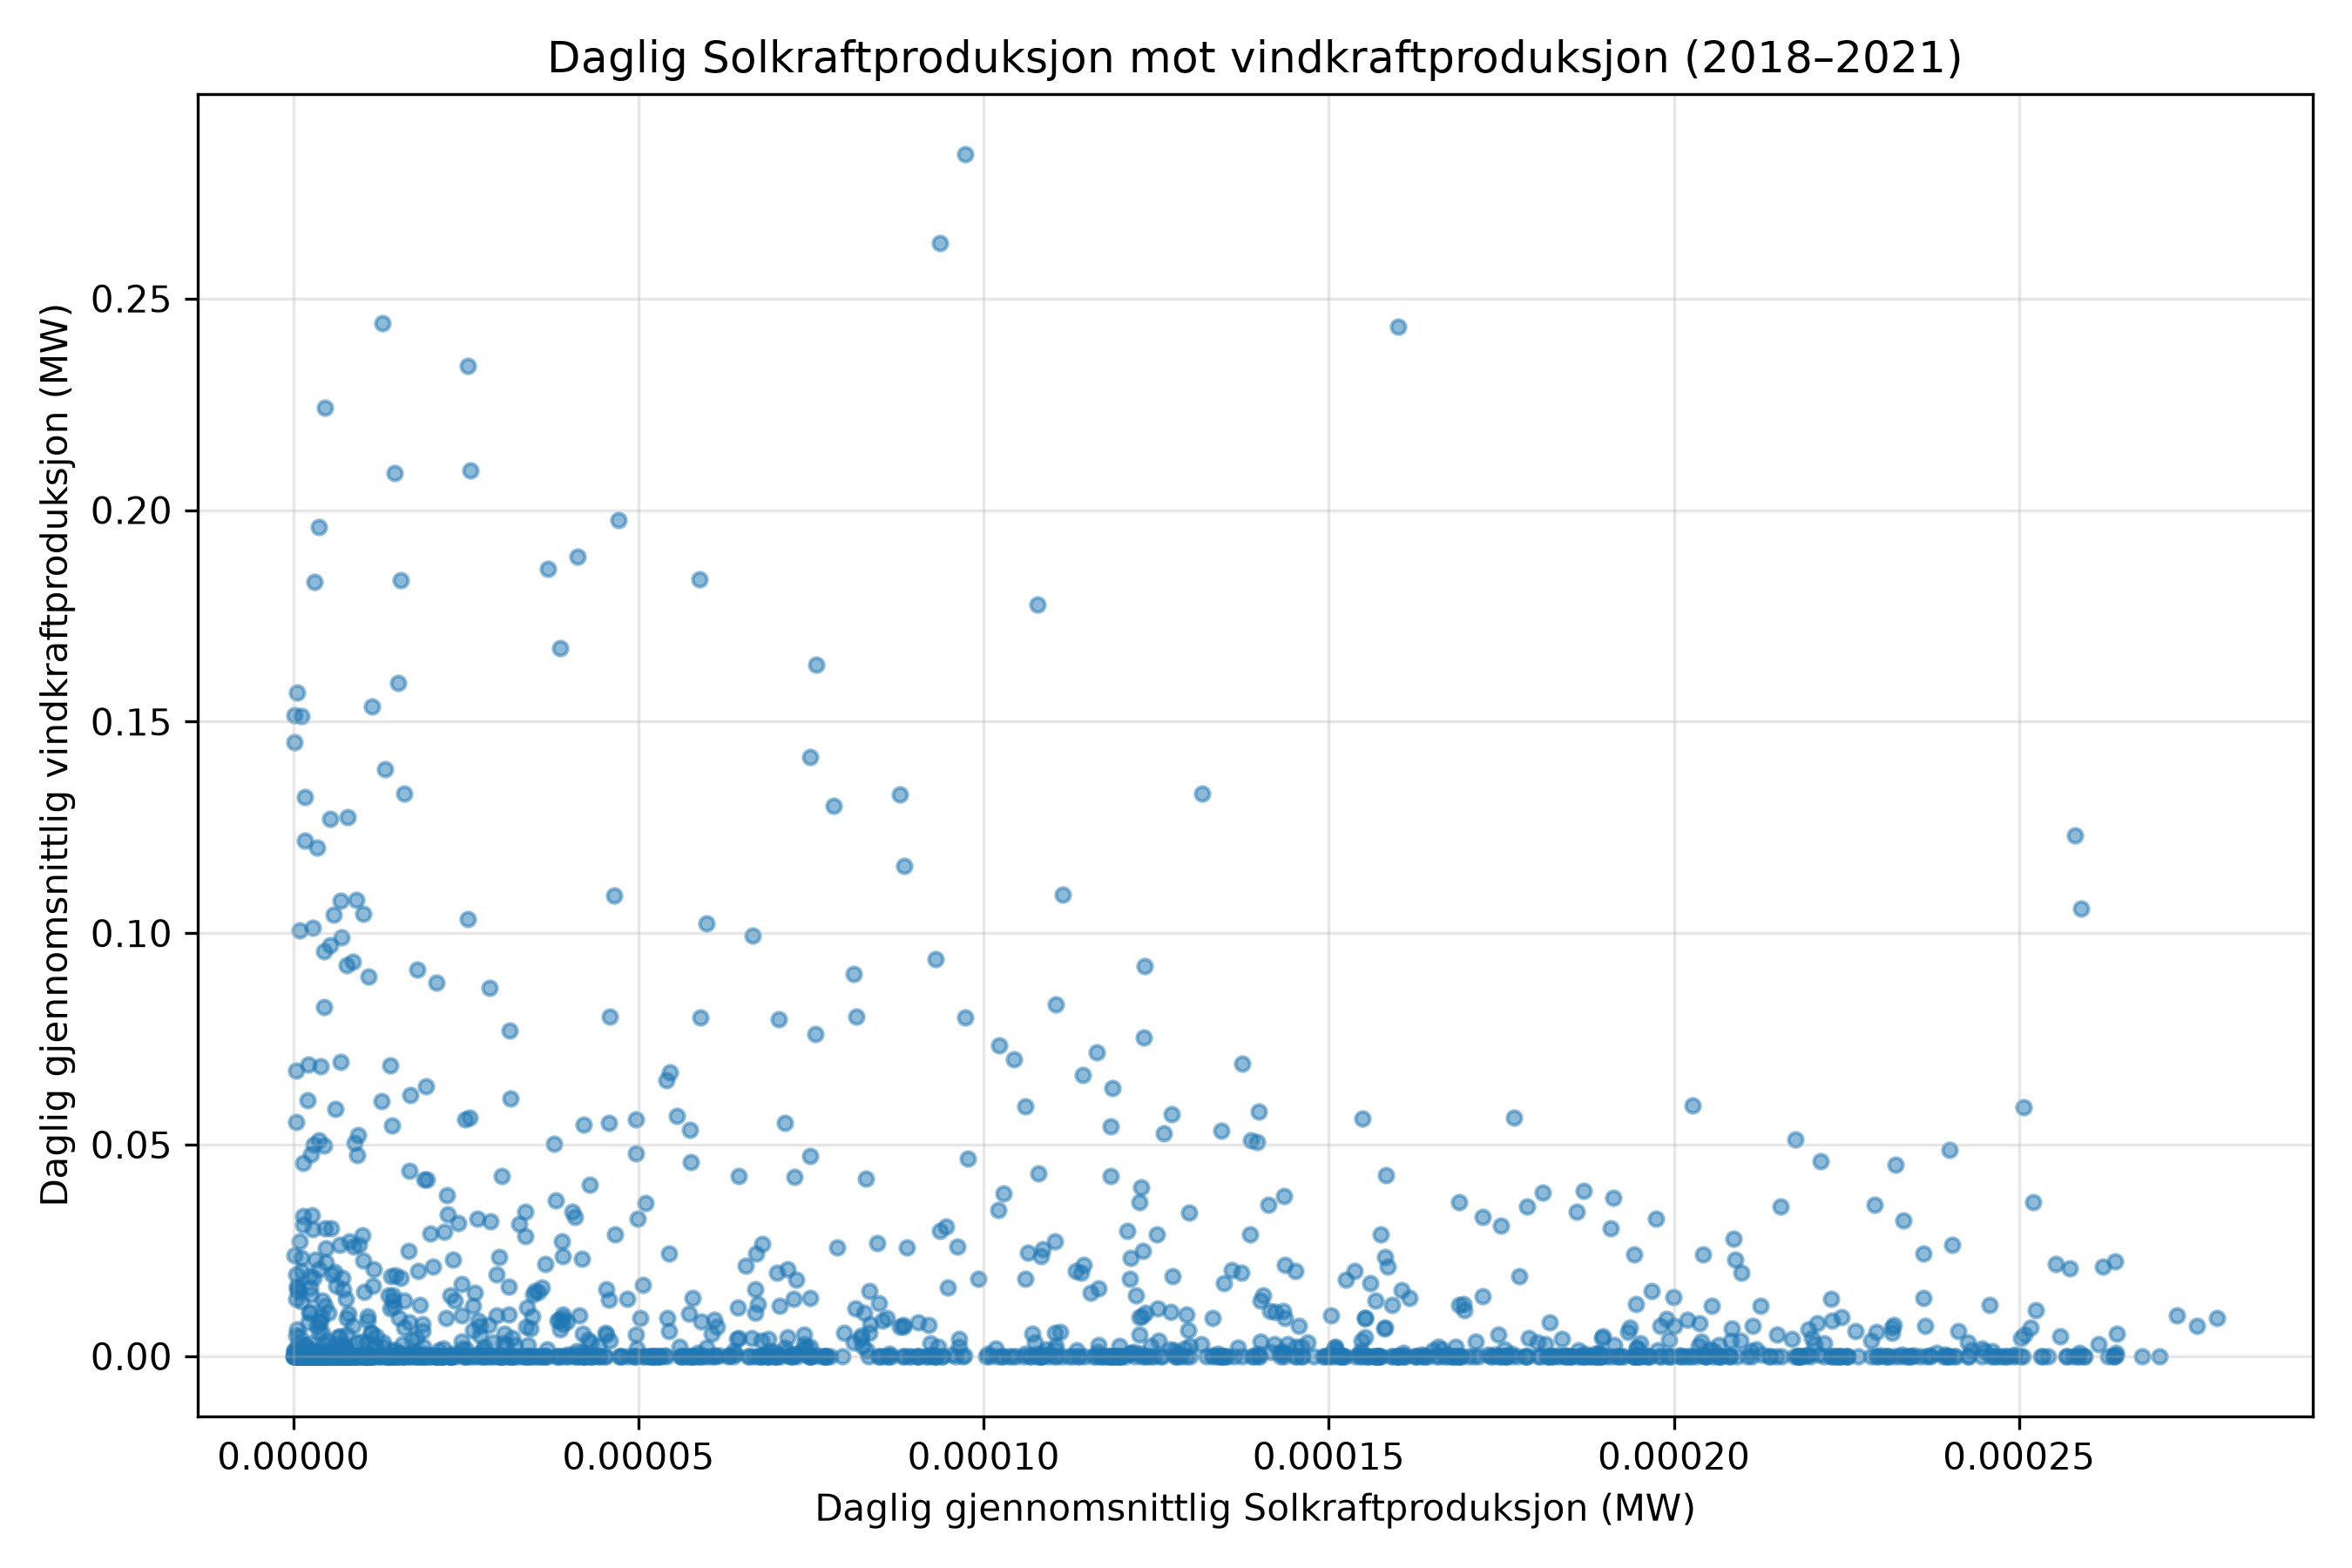 Daglig Solkraftproduksjon mot vindkraftproduksjon (2018–2021)
Daglig gjennomsnittlig vindkraftproduksjon (MW)
0.25
0.20
0.15
0.10
0.05
0.00
0.00000 0.00005 0.00010 0.00015 0.00020 0.00025
Daglig gjennomsnittlig Solkraftproduksjon (MW)